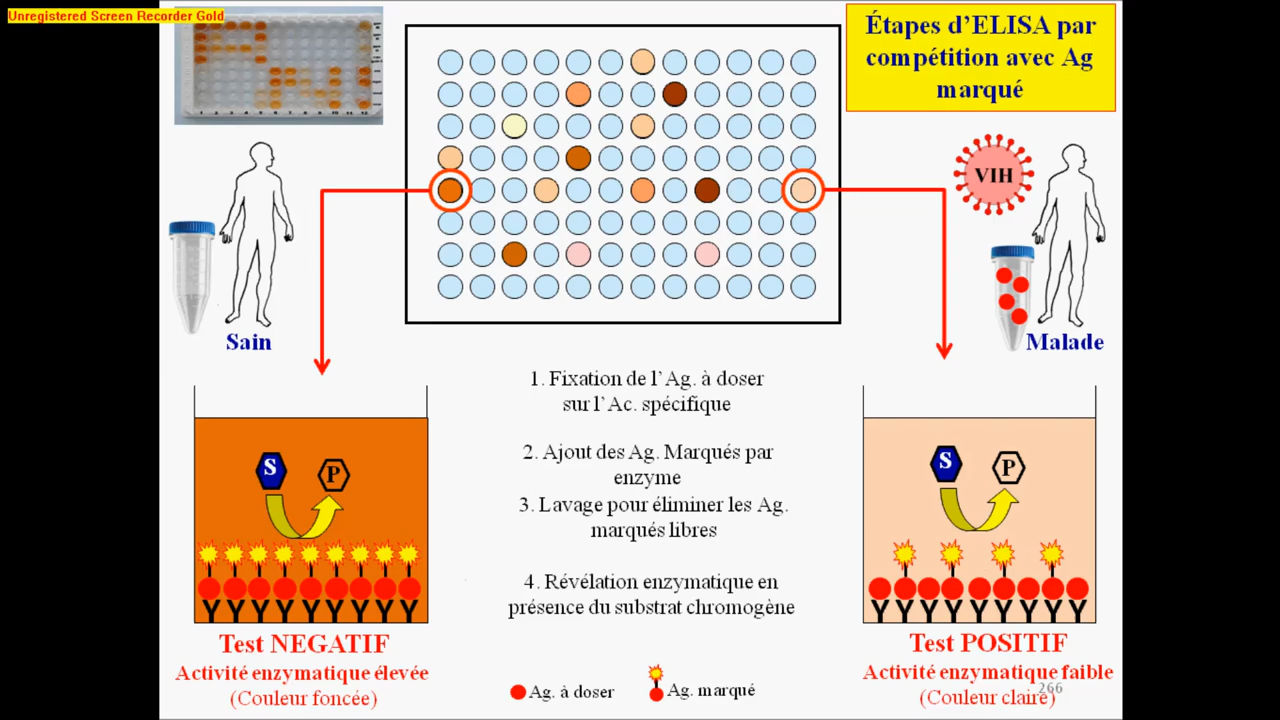 Unregistered Screen Recorder Gold
Étapes d’ELISA par
compétition avec Ag
marqué
VIH
Sain
Malade
1. Fixation de l’Ag. à doser
sur l’Ac. spécifique
2. Ajout des Ag. Marqués par
enzyme
3. Lavage pour éliminer les Ag.
marqués libres
4. Révélation enzymatique en
présence du substrat chromogène
S
P
S
P
Test NEGATIF
Activité enzymatique élevée
(Couleur foncée)
Test POSITIF
Activité enzymatique faible
(Couleur claire)
266
Ag. à doser
Ag. marqué